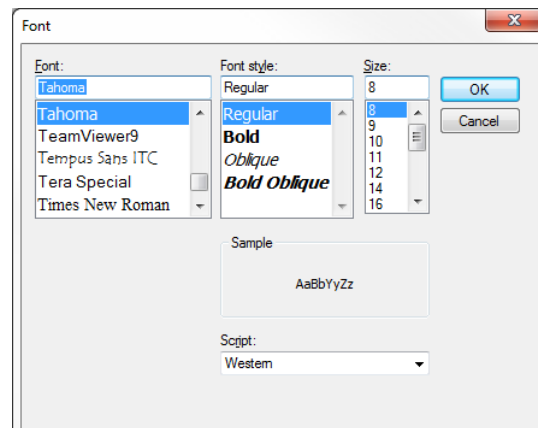 Font
Font:
Tahoma
Tahoma
TeamViewer9
Tempus Sans ITC
Tera Special
Times New Roman
Font style:
Regular
Regular
Bold
Oblique
Bold Oblique
Size:
8
8
9
10
11
12
14
16
OK
Cancel
Sample
AaBbYyZz
Script:
Western